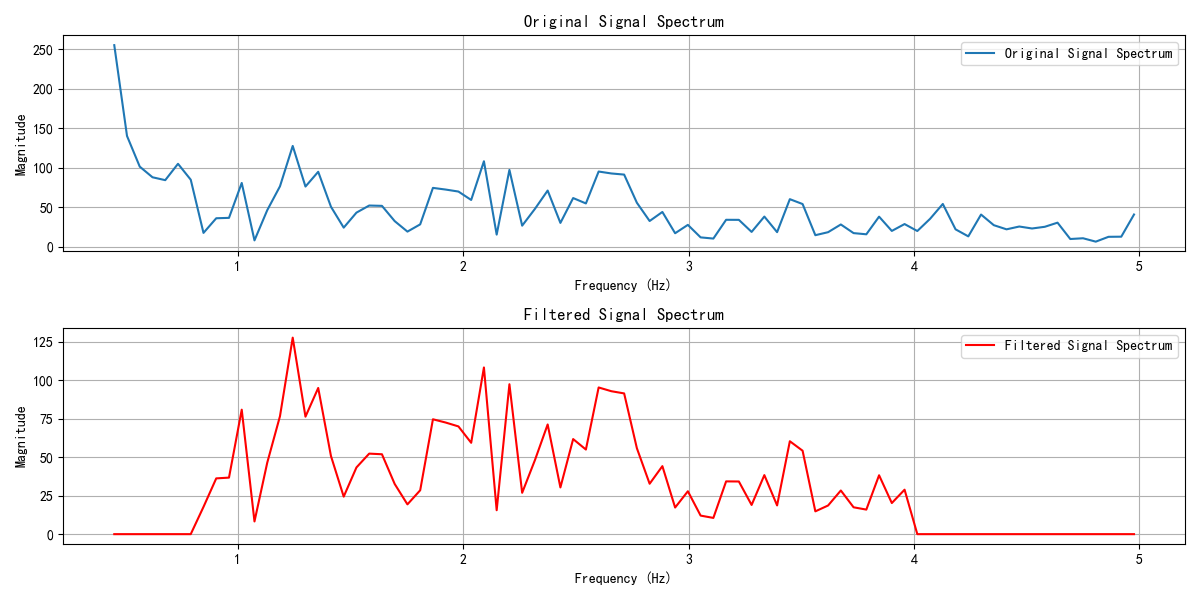 Original Signal Spectrum
250
200
150
100
50
0
Magnitude
Original Signal Spectrum
1
2
3
4
5
Frequency (Hz)
Filtered Signal Spectrum
125
100
75
50
25
0
Magnitude
Filtered Signal Spectrum
1
2
3
4
5
Frequency (Hz)